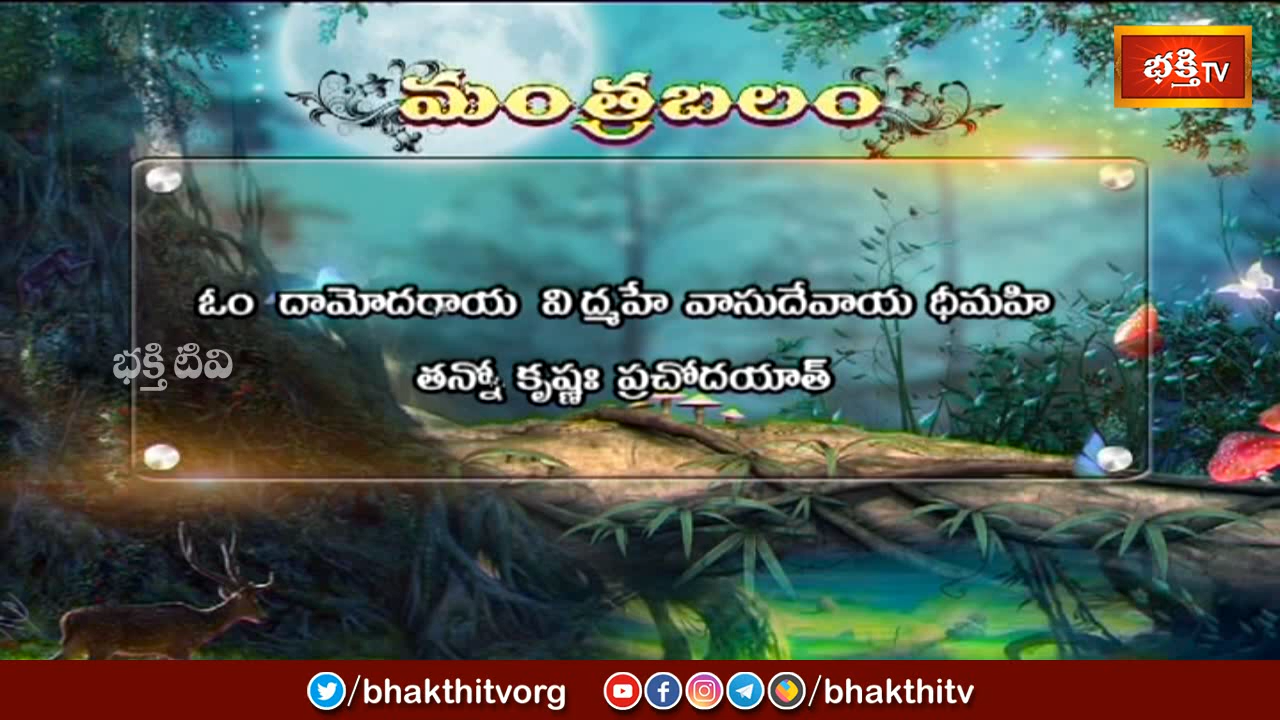 మంత్రబలం
భక్తి TV
ఓం దామోదరాయ విద్మహే వాసుదేవాయ ధీమహి
భక్తి టివి
తన్నో కృష్ణః ప్రచోదయాత్
/bhakthitvorg /bhakthitv